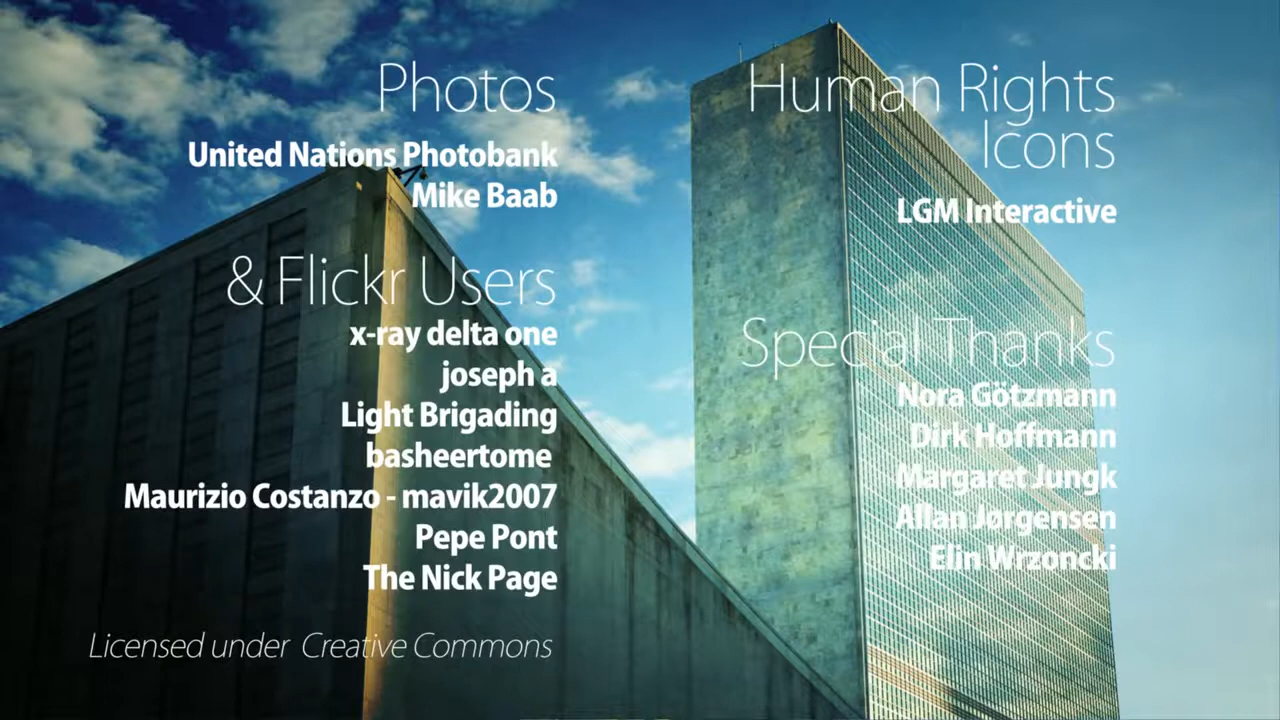 Photos
United Nations Photobank
Mike Baab
& Flickr Users
x-ray delta one
joseph a
Light Brigading
basheertome
Maurizio Costanzo - mavik2007
Pepe Pont
The Nick Page
Licensed under Creative Commons
Human Rights
Icons
LGM Interactive
Special Thanks
Nora Götzmann
Dirk Hoffmann
Margaret Jungk
Allan Jørgensen
Elin Wrzoncki